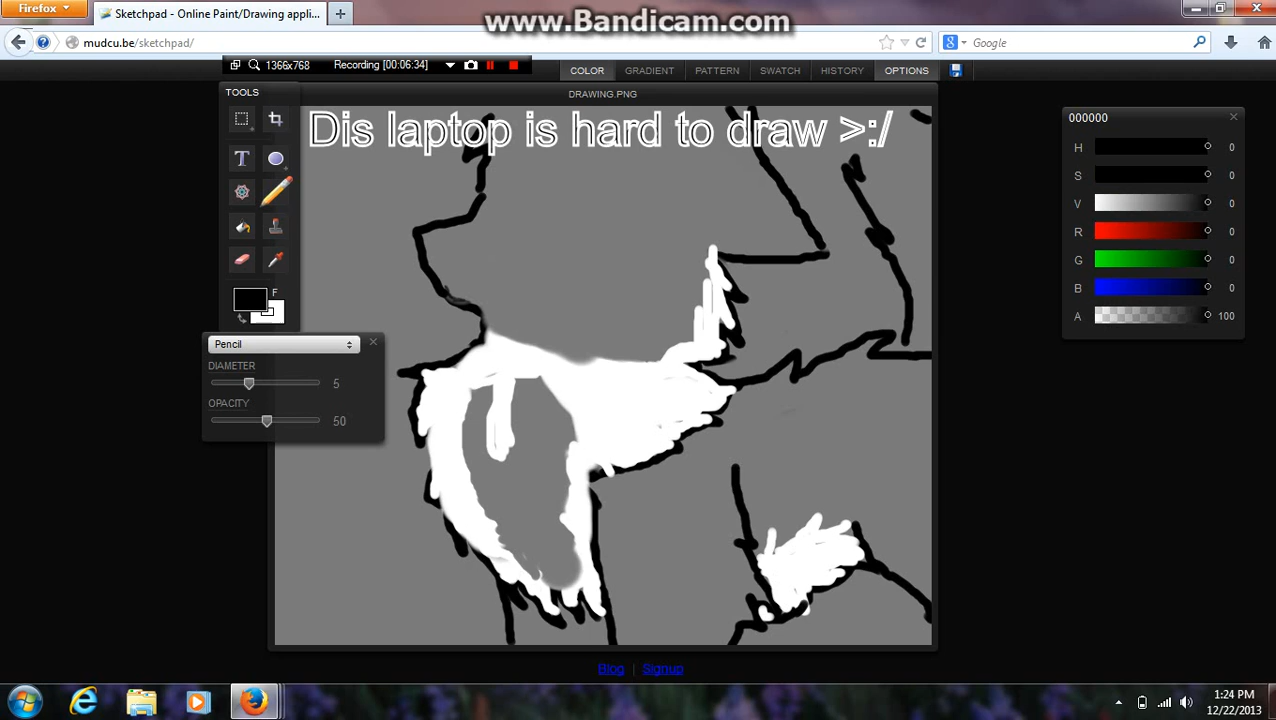 Firefox
Sketchpad - Online Paint/Drawing appli...
www.Bandicam.com
mudcu.be/sketchpad/
Google
1366x768
Recording [00:06:34]
COLOR
GRADIENT
PATTERN
SWATCH
HISTORY
OPTIONS
TOOLS
DRAWING.PNG
Dis laptop is hard to draw >:/
T
F
000000
H 0
S 0
V 0
R 0
G 0
B 0
A 100
Pencil
DIAMETER
5
OPACITY
50
Blog | Signup
1:24 PM
12/22/2013